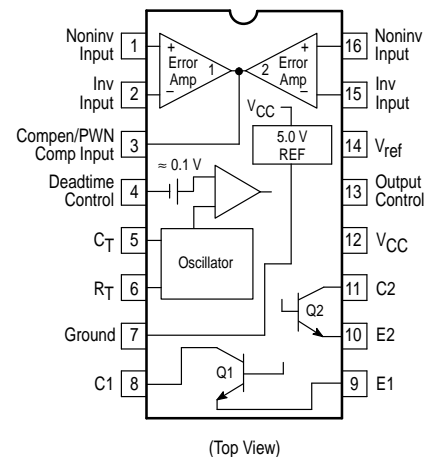 Noninv
Input
1
+
Error
Amp
1
–
Inv
Input
2
Compen/PWN
Comp Input
3
Deadtime
Control
4
≈ 0.1 V
CT
5
RT
6
Oscillator
Ground
7
C1
8
Q1
2
+
Error
Amp
–
16
Noninv
Input
15
Inv
Input
VCC
5.0 V
REF
14
Vref
13
Output
Control
12
VCC
11
C2
Q2
10
E2
9
E1
(Top View)